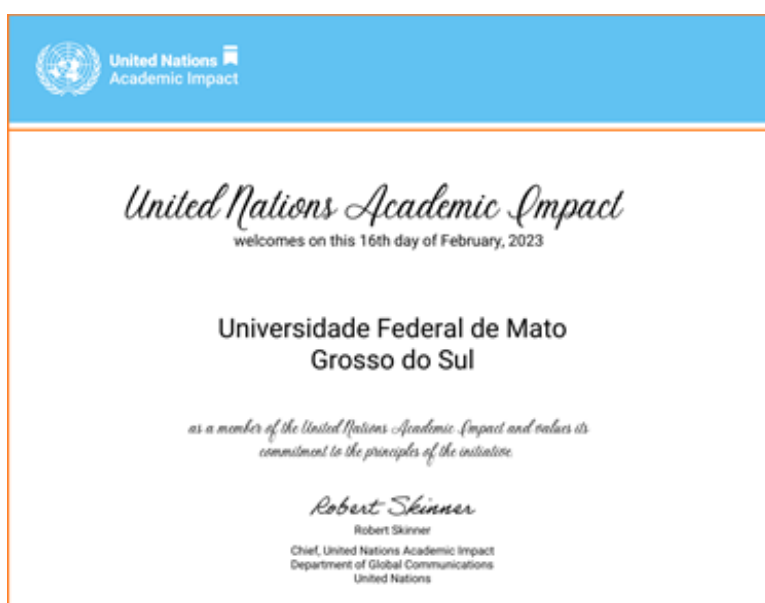 United Nations
Academic Impact
United Nations Academic Impact
welcomes on this 16th day of February, 2023
Universidade Federal de Mato
Grosso do Sul
as a member of the United Nations Academic Impact and values its
commitment to the principles of the initiative.
Robert Skinner
Robert Skinner
Chief, United Nations Academic Impact
Department of Global Communications
United Nations